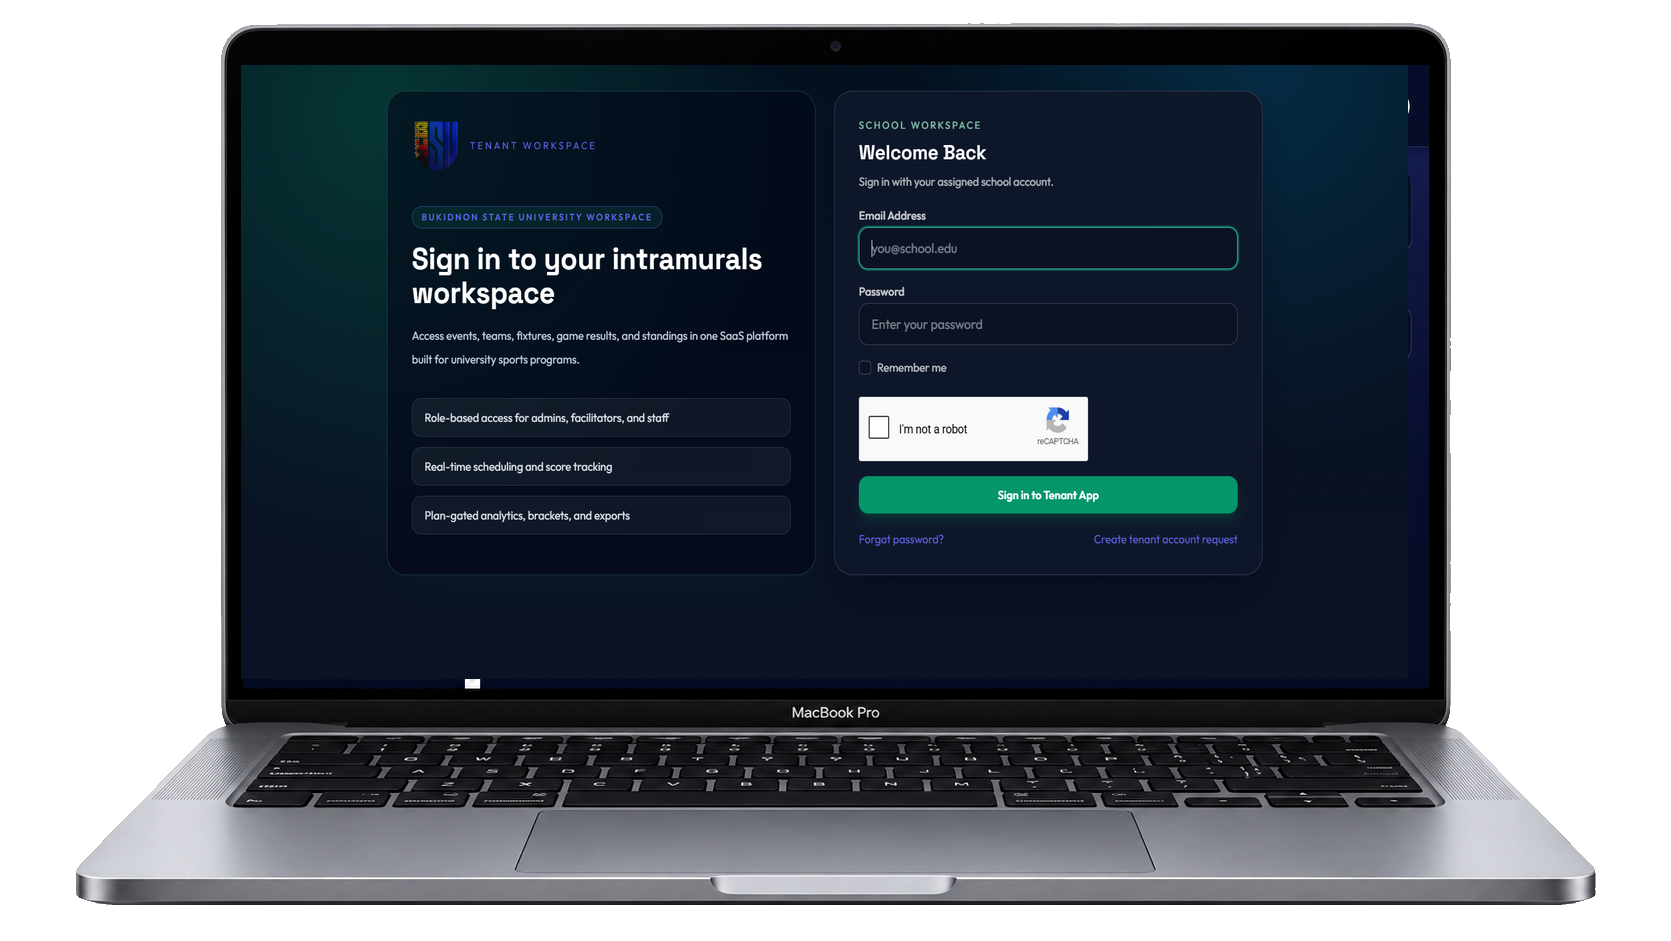 TENANT WORKSPACE
BUKIDNON STATE UNIVERSITY WORKSPACE
Sign in to your intramurals
workspace
Access events, teams, fixtures, game results, and standings in one SaaS platform
built for university sports programs.
Role-based access for admins, facilitators, and staff
Real-time scheduling and score tracking
Plan-gated analytics, brackets, and exports
SCHOOL WORKSPACE
Welcome Back
Sign in with your assigned school account.
Email Address
you@school.edu
Password
Enter your password
Remember me
I'm not a robot
reCAPTCHA
Sign in to Tenant App
Forgot password?
Create tenant account request
MacBook Pro